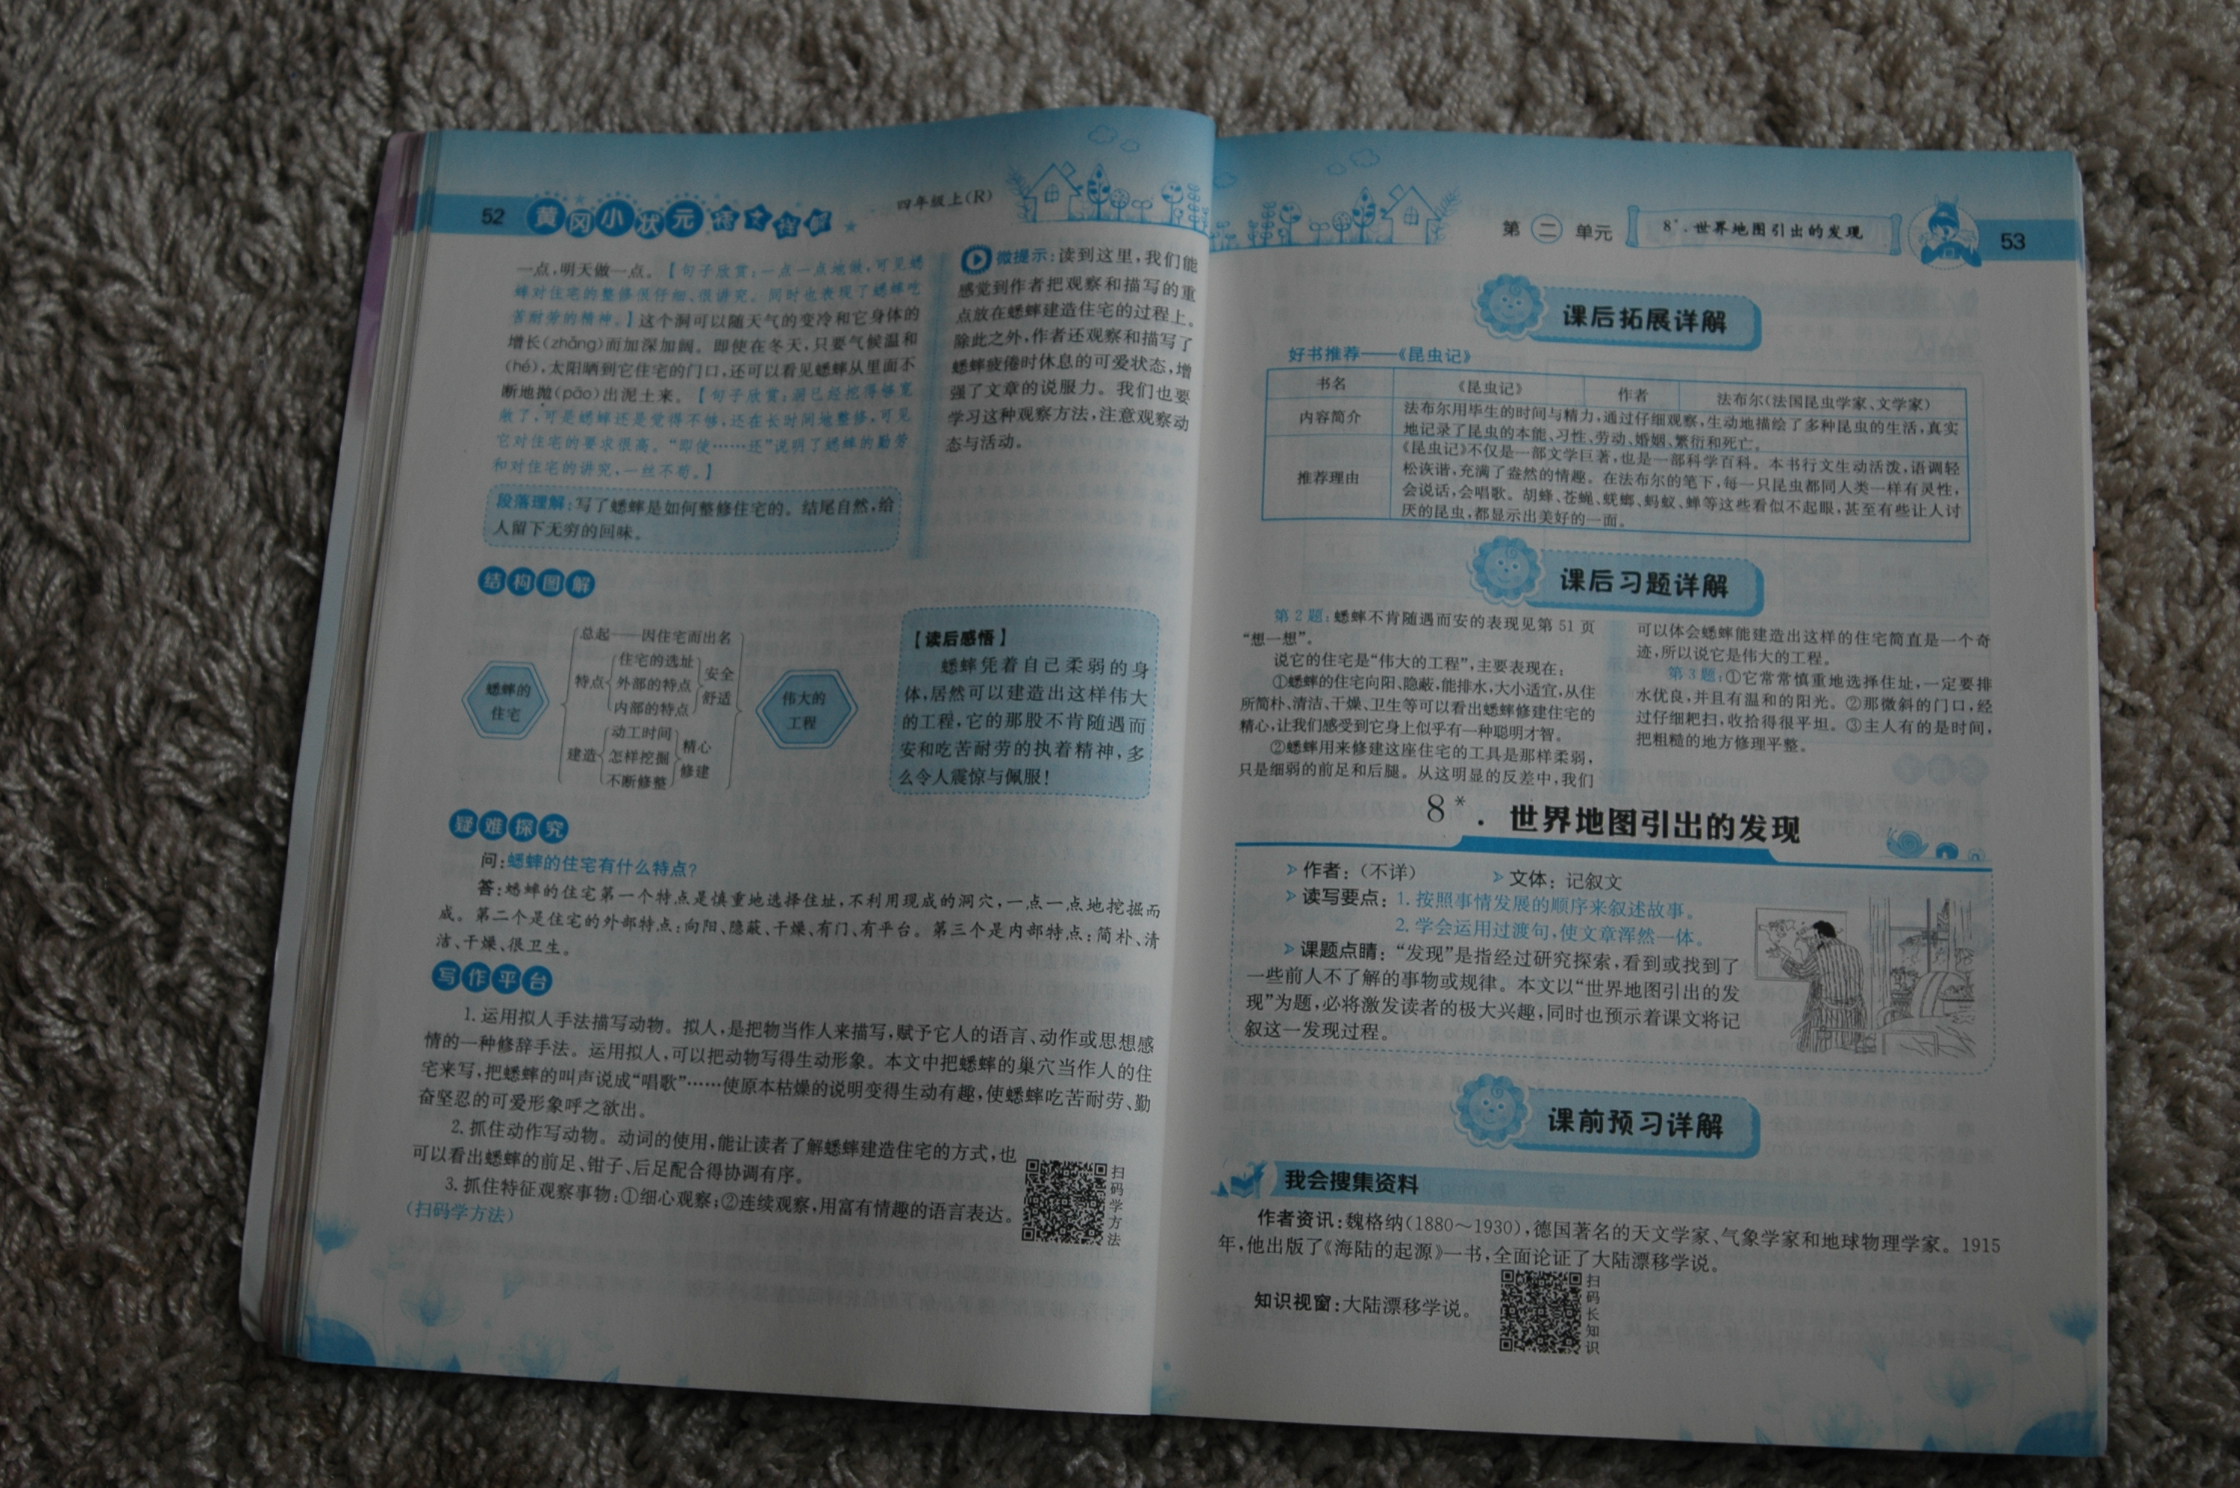 52 黄冈小状元 四年级上(R)
一点,明天做一点。【句子欣赏:一点一点地做,可见蟋
蟀对住宅的整修很仔细、很讲究。同时也表现了蟋蟀吃
苦耐劳的精神。】这个洞可以随天气的变冷和它身体的
增长(zhǎng)而加深加阔。即使在冬天,只要气候温和
(hé),太阳晒到它住宅的门口,还可以看见蟋蟀从里面不
断地抛(pāo)出泥土来。【句子欣赏:洞已经挖得够宽
敞了,可是蟋蟀还是觉得不够,还在长时间地整修,可见
它对住宅的要求很高。“即使……还”说明了蟋蟀的勤劳
和对住宅的讲究,一丝不苟。】
段落理解:写了蟋蟀是如何整修住宅的。结尾自然,给
人留下无穷的回味。
微提示:读到这里,我们能
感觉到作者把观察和描写的重
点放在蟋蟀建造住宅的过程上。
除此之外,作者还观察和描写了
蟋蟀疲倦时休息的可爱状态,增
强了文章的说服力。我们也要
学习这种观察方法,注意观察动
态与活动。
结构图解
蟋蟀的
住宅
总起——因住宅而出名
特点
住宅的选址
外部的特点
内部的特点
安全
舒适
建造
动工时间
怎样挖掘
不断修整
精心
修建
伟大的
工程
【读后感悟】
蟋蟀凭着自己柔弱的身
体,居然可以建造出这样伟大
的工程,它的那股不肯随遇而
安和吃苦耐劳的执着精神,多
么令人震惊与佩服!
疑难探究
问:蟋蟀的住宅有什么特点?
答:蟋蟀的住宅第一个特点是慎重地选择住址,不利用现成的洞穴,一点一点地挖掘而
成。第二个是住宅的外部特点:向阳、隐蔽、干燥、有门、有平台。第三个是内部特点:简朴、清
洁、干燥、很卫生。
写作平台
1. 运用拟人手法描写动物。拟人,是把物当作人来描写,赋予它人的语言、动作或思想感
情的一种修辞手法。运用拟人,可以把动物写得生动形象。本文中把蟋蟀的巢穴当作人的住
宅来写,把蟋蟀的叫声说成“唱歌”……使原本枯燥的说明变得生动有趣,使蟋蟀吃苦耐劳、勤
奋坚忍的可爱形象呼之欲出。
2. 抓住动作写动物。动词的使用,能让读者了解蟋蟀建造住宅的方式,也
可以看出蟋蟀的前足、钳子、后足配合得协调有序。
3. 抓住特征观察事物:①细心观察;②连续观察,用富有情趣的语言表达。
(扫码学方法)
扫
码
学
方
法
第二单元 8*.世界地图引出的发现 53
课后拓展详解
好书推荐——《昆虫记》
书名 《昆虫记》 作者 法布尔(法国昆虫学家、文学家)
内容简介 法布尔用毕生的时间与精力,通过仔细观察,生动地描绘了多种昆虫的生活,真实
地记录了昆虫的本能、习性、劳动、婚姻、繁衍和死亡。
推荐理由 《昆虫记》不仅是一部文学巨著,也是一部科学百科。本书行文生动活泼,语调轻
松诙谐,充满了盎然的情趣。在法布尔的笔下,每一只昆虫都同人类一样有灵性,
会说话,会唱歌。胡蜂、苍蝇、蜣螂、蚂蚁、蝉等这些看似不起眼,甚至有些让人讨
厌的昆虫,都显示出美好的一面。
课后习题详解
第2题:蟋蟀不肯随遇而安的表现见第51页
“想一想”。
说它的住宅是“伟大的工程”,主要表现在:
①蟋蟀的住宅向阳、隐蔽,能排水,大小适宜,从住
所简朴、清洁、干燥、卫生等可以看出蟋蟀修建住宅的
精心,让我们感受到它身上似乎有一种聪明才智。
②蟋蟀用来修建这座住宅的工具是那样柔弱,
只是细弱的前足和后腿。从这明显的反差中,我们
可以体会蟋蟀能建造出这样的住宅简直是一个奇
迹,所以说它是伟大的工程。
第3题:①它常常慎重地选择住址,一定要排
水优良,并且有温和的阳光。②那微斜的门口,经
过仔细耙扫,收拾得很平坦。③主人有的是时间,
把粗糙的地方修理平整。
8*.世界地图引出的发现
作者:(不详) 文体:记叙文
读写要点:1. 按照事情发展的顺序来叙述故事。
2. 学会运用过渡句,使文章浑然一体。
课题点睛:“发现”是指经过研究探索,看到或找到了
一些前人不了解的事物或规律。本文以“世界地图引出的发
现”为题,必将激发读者的极大兴趣,同时也预示着课文将记
叙这一发现过程。
课前预习详解
我会搜集资料
作者资讯:魏格纳(1880~1930),德国著名的天文学家、气象学家和地球物理学家。1915
年,他出版了《海陆的起源》一书,全面论证了大陆漂移学说。
知识视窗:大陆漂移学说。
扫
码
长
知
识